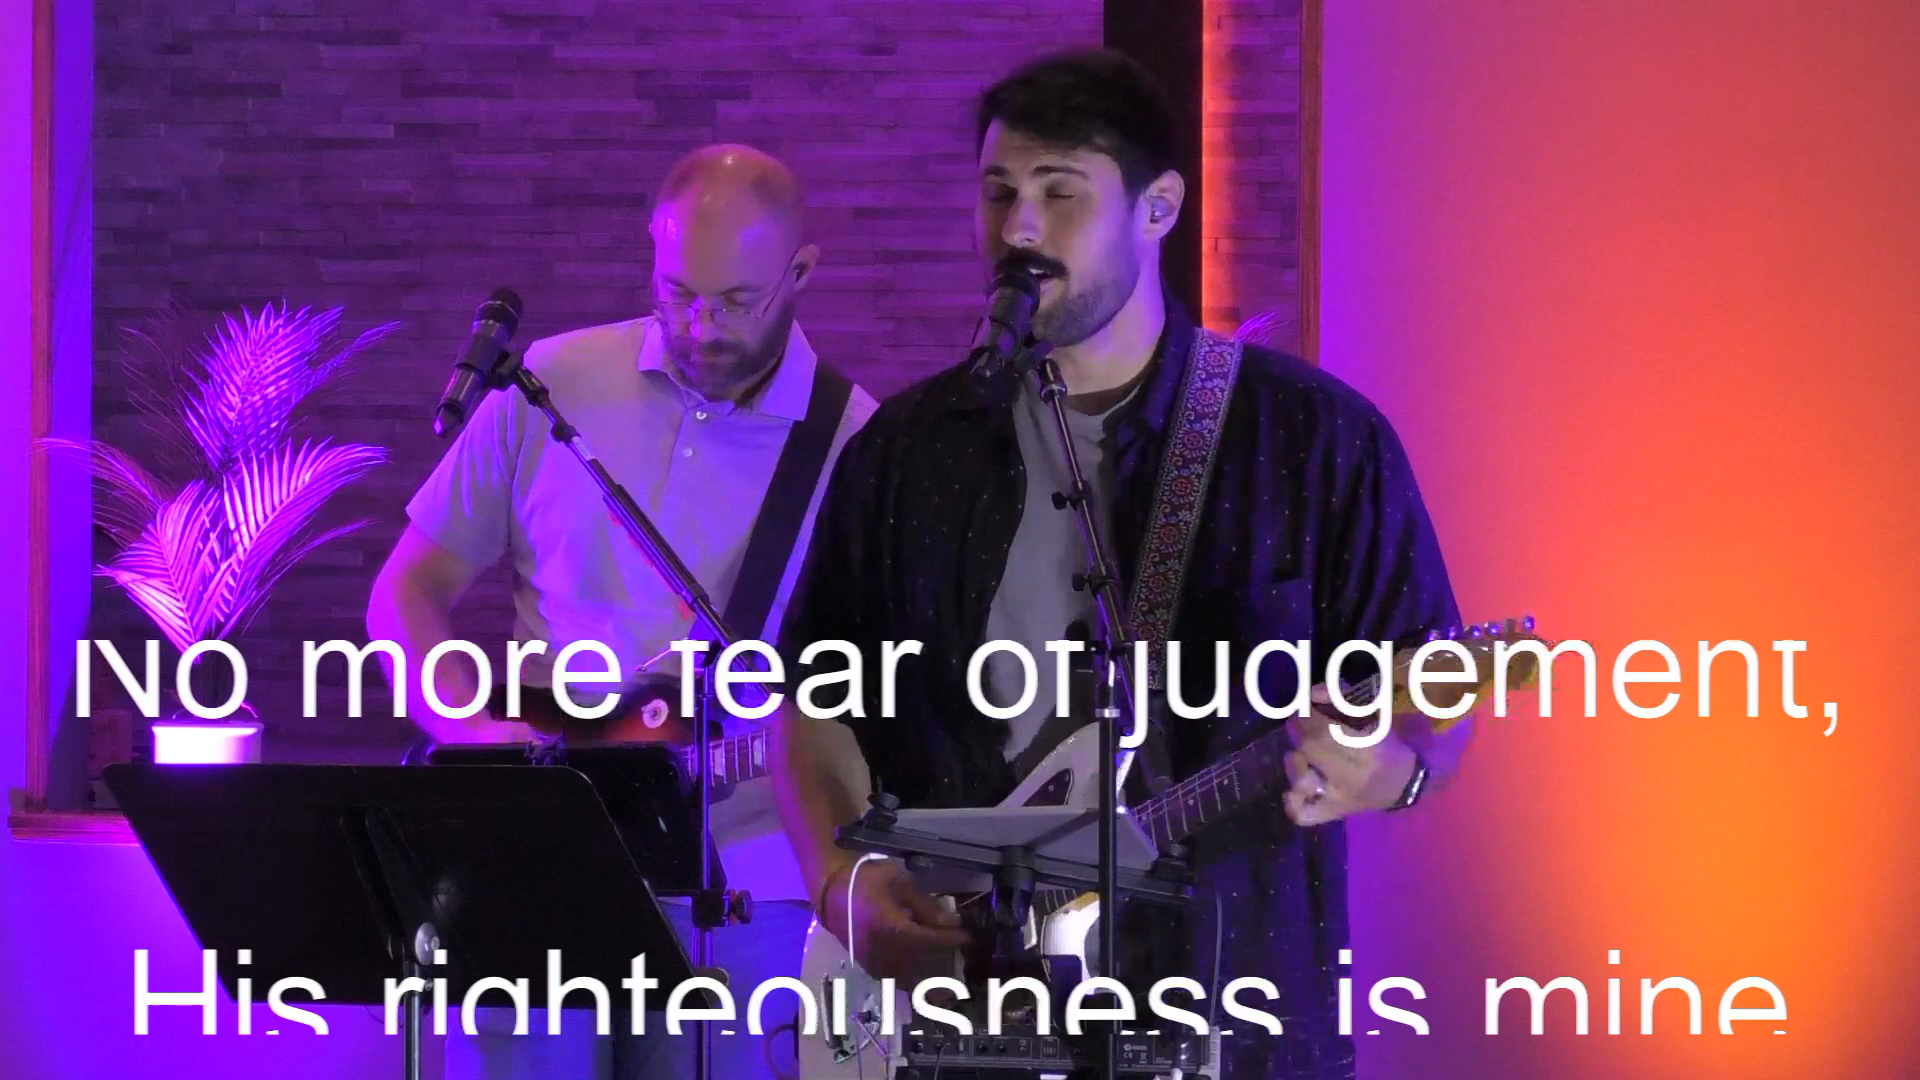 No more fear of judgement,
His righteousness is mine